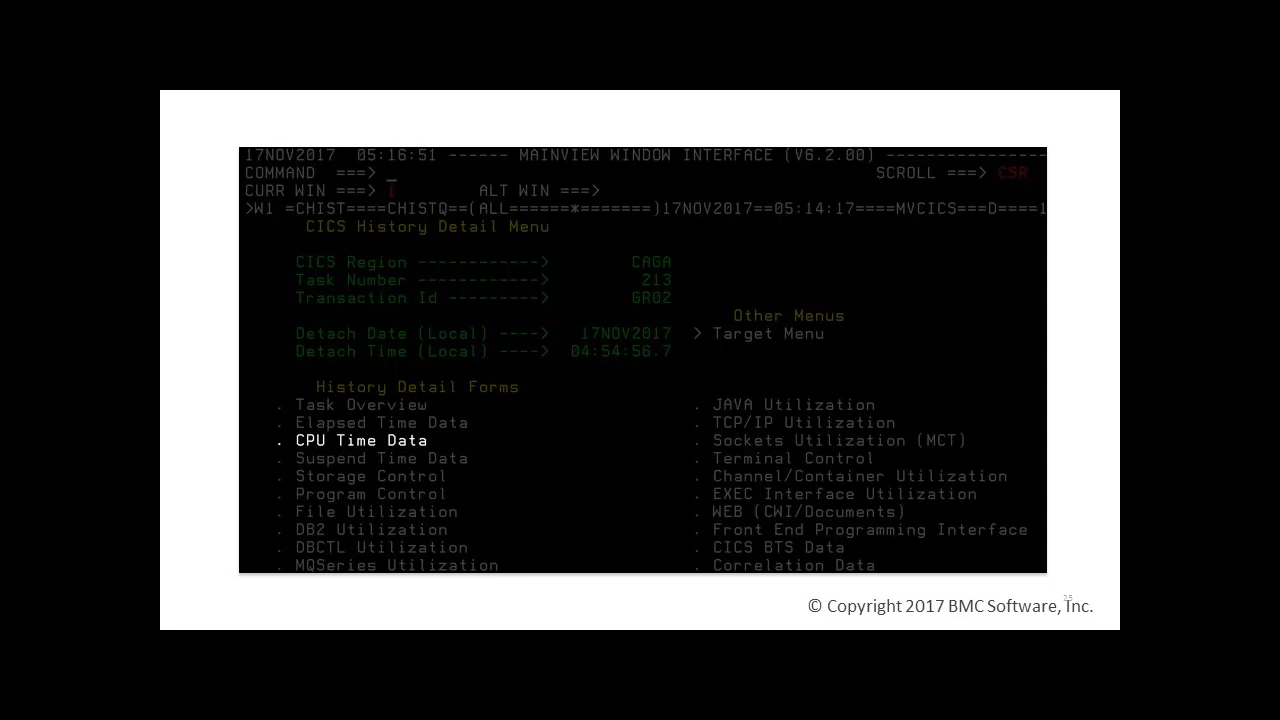 17NOV2017  05:16:51 ------ MAINVIEW WINDOW INTERFACE (V6.2.00) ----------------
COMMAND  ===> _                                               SCROLL ===> CSR
CURR WIN ===> 1        ALT WIN ===>
>W1 =CHIST====CHISTQ==(ALL======*=======)17NOV2017==05:14:17====MVCICS===D====1
CICS History Detail Menu
CICS Region ------------>        CAGA
Task Number ------------>         213
Transaction Id --------->        GR02
Other Menus
Detach Date (Local) ---->   17NOV2017  > Target Menu
Detach Time (Local) ---->  04:54:56.7
History Detail Forms
. Task Overview                          . JAVA Utilization
. Elapsed Time Data                      . TCP/IP Utilization
. CPU Time Data                          . Sockets Utilization (MCT)
. Suspend Time Data                      . Terminal Control
. Storage Control                        . Channel/Container Utilization
. Program Control                        . EXEC Interface Utilization
. File Utilization                       . WEB (CWI/Documents)
. DB2 Utilization                        . Front End Programming Interface
. DBCTL Utilization                      . CICS BTS Data
. MQSeries Utilization                   . Correlation Data
25
© Copyright 2017 BMC Software, Inc.